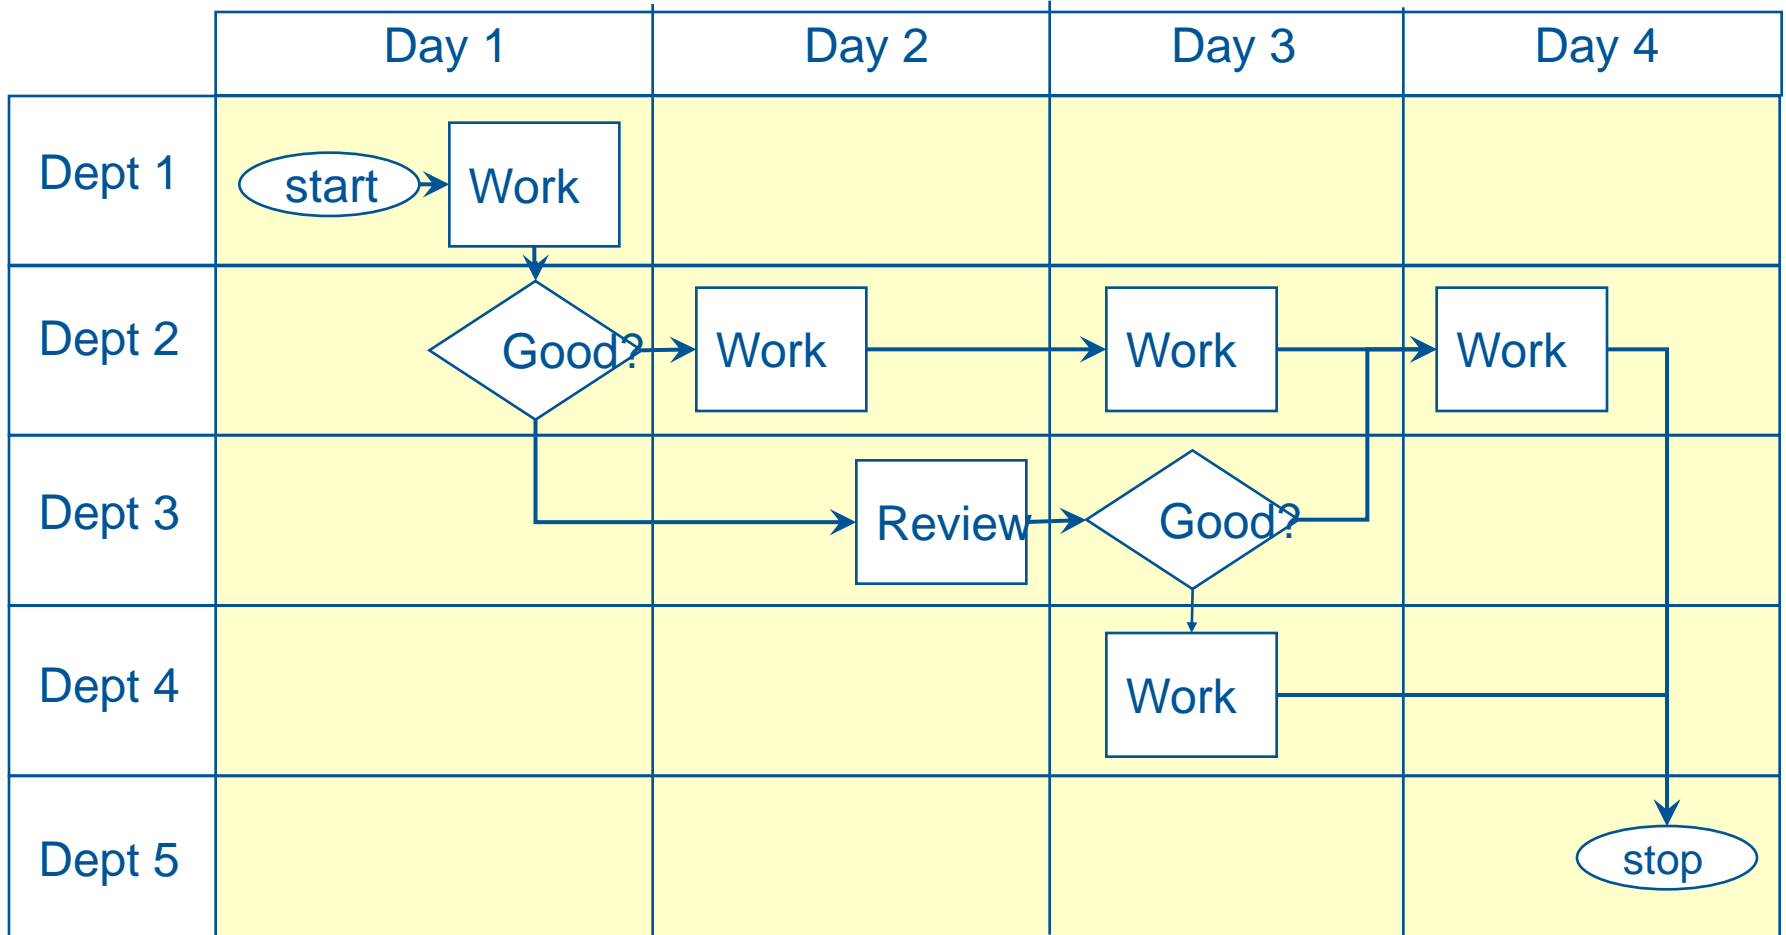 Day 1
Day 2
Day 3
Day 4
Dept 1
start
Work
Dept 2
Good?
Work
Work
Work
Dept 3
Review
Good?
Dept 4
Work
Dept 5
stop